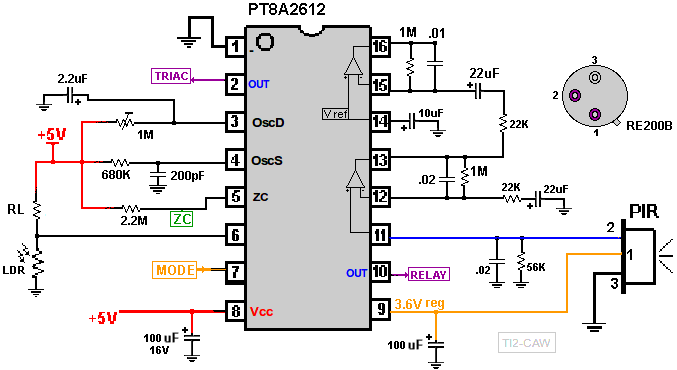 PT8A2612
1M .01
1 16
TRIAC 2 OUT 15 22uF
2.2uF
V ref 10uF
3 OscD 14
1M 22K
+5V
3
2
1
RE200B
4 OscS 13
680K 200pF
.02 1M
5 ZC 12 22K 22uF
2.2M
ZC
RL
PIR
6 11 2
1
3
LDR
MODE 7 OUT 10 RELAY
.02 56K
+5V 8 Vcc 9 3.6V reg
100 uF
16V
100 uF
TI2-CAW